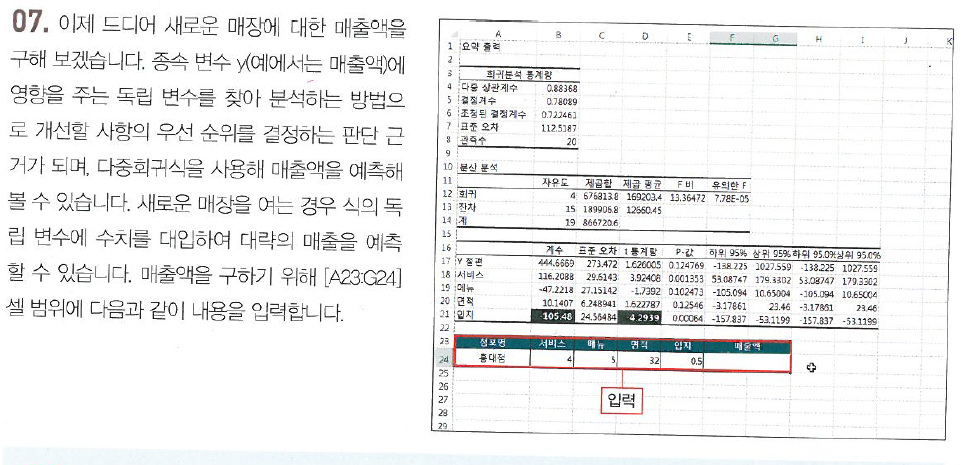 07. 이제 드디어 새로운 매장에 대한 매출액을
구해 보겠습니다. 종속 변수 y(예에서는 매출액)에
영향을 주는 독립 변수를 찾아 분석하는 방법으
로 개선할 사항의 우선 순위를 결정하는 판단 근
거가 되며, 다중회귀식을 사용해 매출액을 예측해
볼 수 있습니다. 새로운 매장을 여는 경우 식의 독
립 변수에 수치를 대입하여 대략의 매출을 예측
할 수 있습니다. 매출액을 구하기 위해 [A23:G24]
셀 범위에 다음과 같이 내용을 입력합니다.
A B C D E F G H I J K
1 요약 출력
2
3 회귀분석 통계량
4 다중 상관계수 0.88368
5 결정계수 0.78089
6 조정된 결정계수 0.722461
7 표준 오차 112.5187
8 관측수 20
9
10 분산 분석
11 자유도 제곱합 제곱 평균 F 비 유의한 F
12 회귀 4 676813.8 169203.4 13.36472 7.78E-05
13 잔차 15 189906.8 12660.45
14 계 19 866720.6
15
16 계수 표준 오차 t 통계량 P-값 하위 95% 상위 95% 하위 95.0% 상위 95.0%
17 Y 절편 444.6669 273.472 1.626005 0.124769 -138.225 1027.559 -138.225 1027.559
18 서비스 116.2088 29.6143 3.92408 0.001353 53.08747 179.3302 53.08747 179.3302
19 메뉴 -47.2218 27.15142 -1.7392 0.102473 -105.094 10.65004 -105.094 10.65004
20 면적 10.1407 6.248941 1.622787 0.12546 -3.17861 23.46 -3.17861 23.46
21 입지 -105.48 24.56484 -4.2939 0.00064 -157.837 -53.1199 -157.837 -53.1199
22
23 점포명 서비스 메뉴 면적 입지 매출액
24 홍대점 4 5 32 0.5
25
26
27 입력
28
29